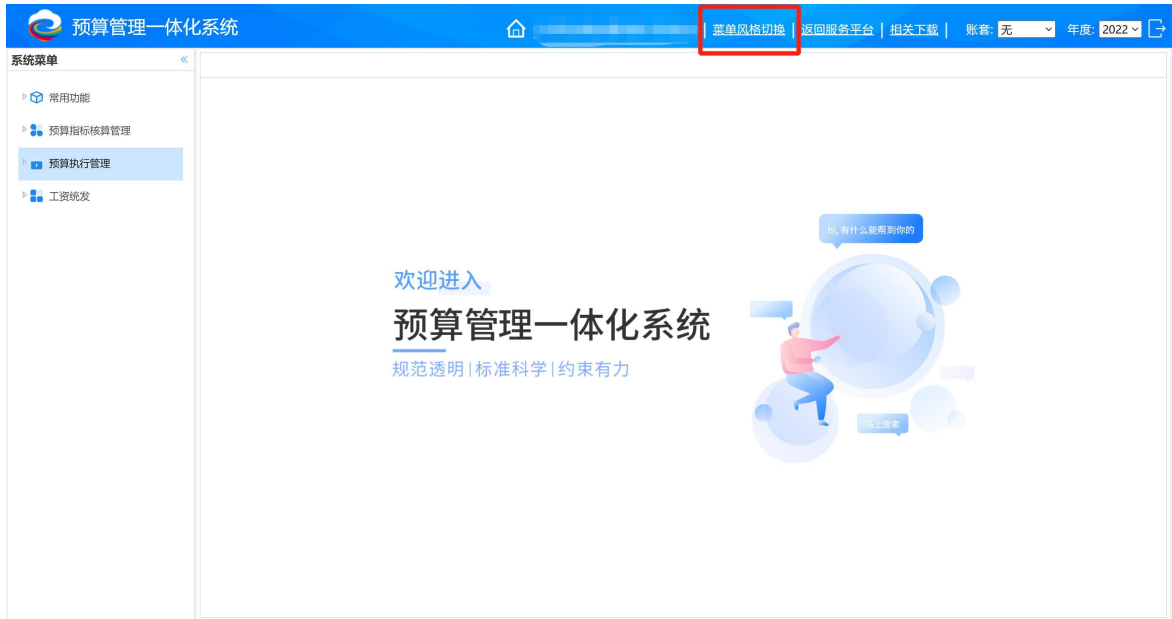 预算管理一体化系统
菜单风格切换 | 返回服务平台 | 相关下载 | 账套: 无 年度: 2022
系统菜单 «
常用功能
预算指标核算管理
预算执行管理
工资统发
hi, 有什么能帮到你的
欢迎进入
预算管理一体化系统
规范透明|标准科学|约束有力
马上搜索